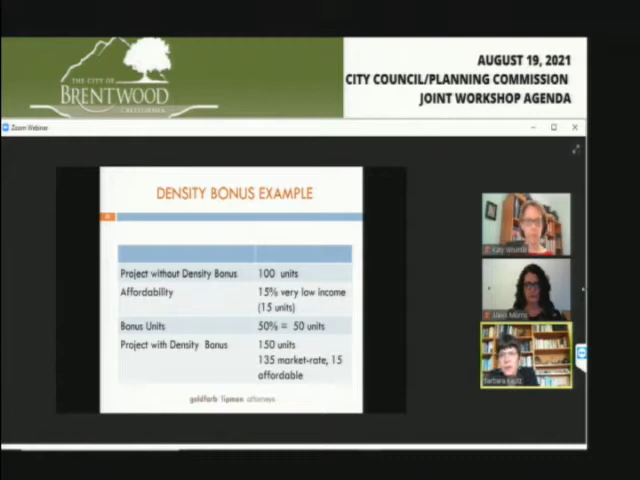 AUGUST 19, 2021
CITY COUNCIL/PLANNING COMMISSION
JOINT WORKSHOP AGENDA
THE CITY OF
BRENTWOOD
CALIFORNIA
Zoom Webinar
DENSITY BONUS EXAMPLE
Project without Density Bonus 100 units
Affordability 15% very low income
(15 units)
Bonus Units 50% = 50 units
Project with Density Bonus 150 units
135 market-rate, 15
affordable
goldfarb lipman attorneys
Barbara Kautz